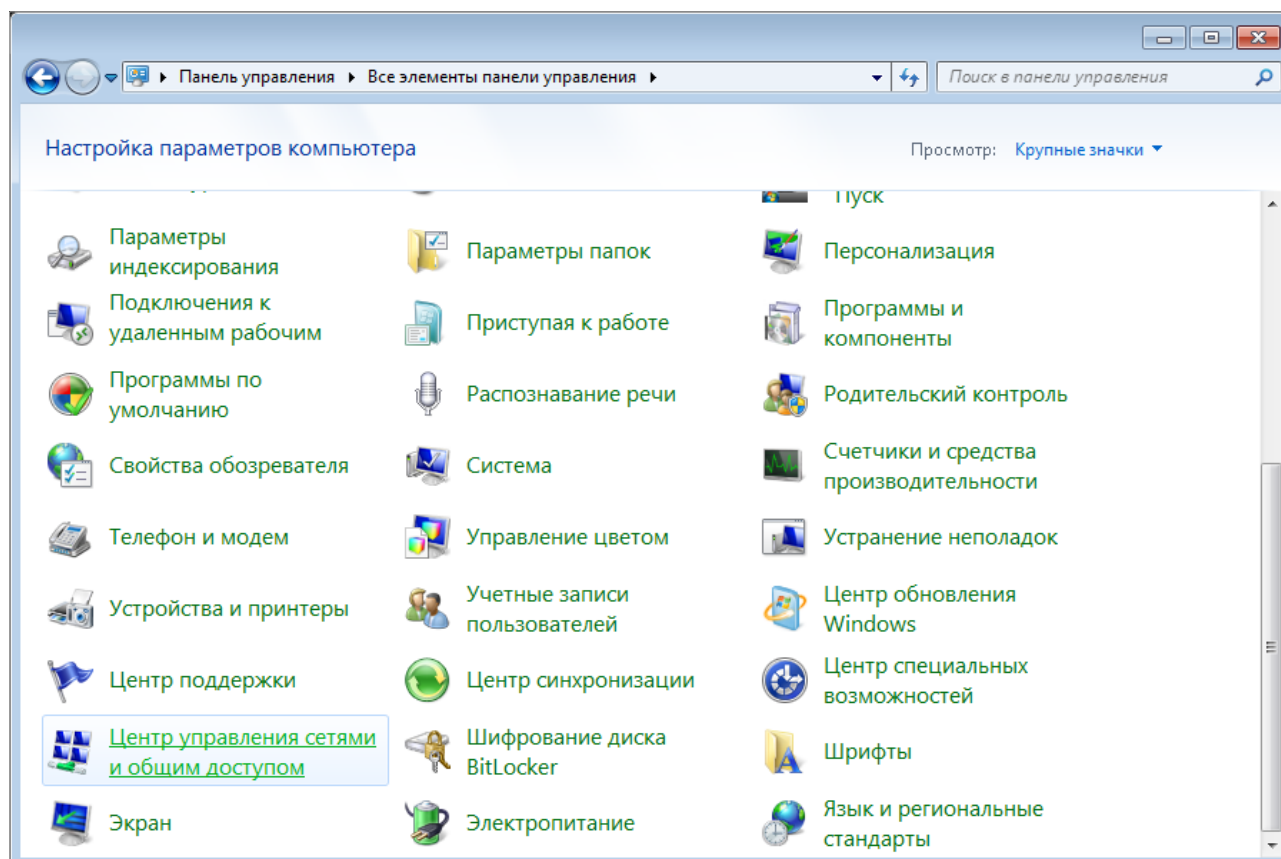 Панель управления
Все элементы панели управления
Поиск в панели управления
Настройка параметров компьютера
Просмотр: Крупные значки
Пуск
Параметры
индексирования
Параметры папок
Персонализация
Подключения к
удаленным рабочим
Приступая к работе
Программы и
компоненты
Программы по
умолчанию
Распознавание речи
Родительский контроль
Свойства обозревателя
Система
Счетчики и средства
производительности
Телефон и модем
Управление цветом
Устранение неполадок
Устройства и принтеры
Учетные записи
пользователей
Центр обновления
Windows
Центр поддержки
Центр синхронизации
Центр специальных
возможностей
Центр управления сетями
и общим доступом
Шифрование диска
BitLocker
Шрифты
Экран
Электропитание
Язык и региональные
стандарты